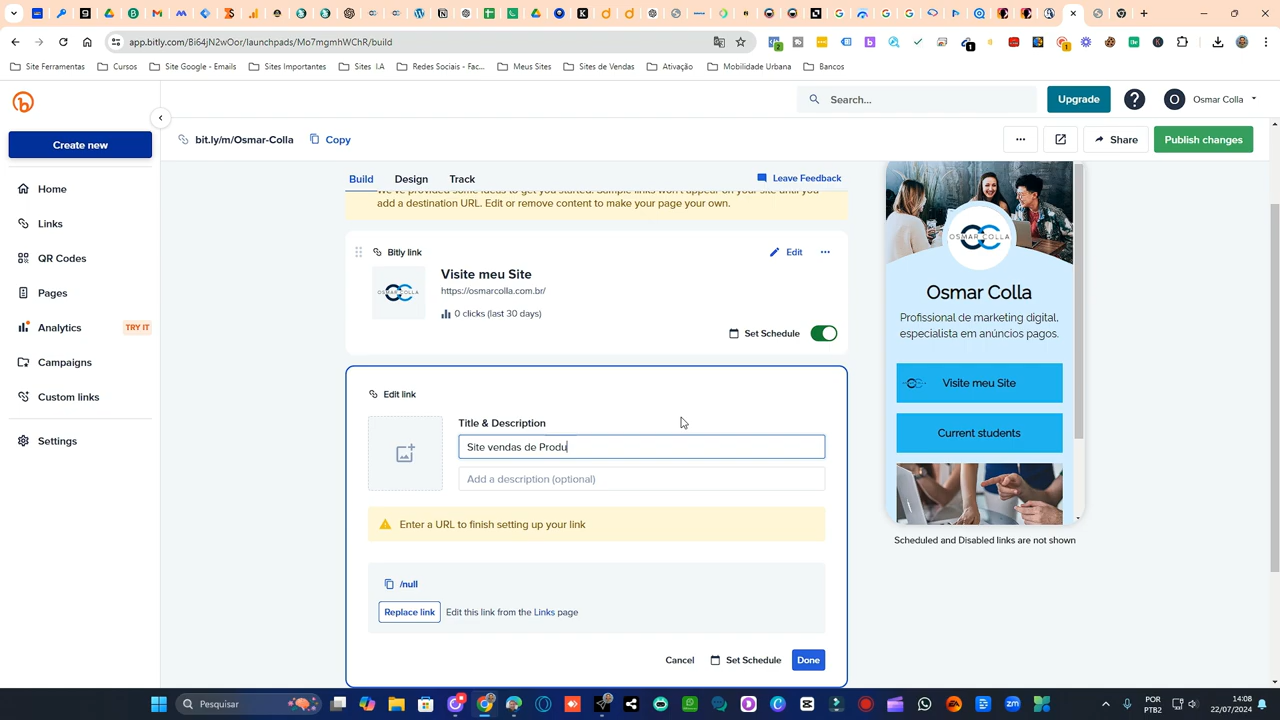 app.bitly.com/Bi64jN2wOor/launchpads/Mo7mgmhWChR/build
Site Ferramentas
Cursos
Site Google - Emails
Sites Importantes
Sites I.A
Redes Sociais - Fac...
Meus Sites
Sites de Vendas
Ativação
Mobilidade Urbana
Bancos
Search...
Upgrade
O
Osmar Colla
Create new
bit.ly/m/Osmar-Colla
Copy
Share
Publish changes
Home
Links
QR Codes
Pages
Analytics
TRY IT
Campaigns
Custom links
Settings
Build
Design
Track
Leave Feedback
We've provided some ideas to get you started. Sample links won't appear on your site until you
add a destination URL. Edit or remove content to make your page your own.
Bitly link
Edit
OSMAR COLLA
Visite meu Site
https://osmarcolla.com.br/
0 clicks (last 30 days)
Set Schedule
Edit link
Title & Description
Site vendas de Produ
Add a description (optional)
Enter a URL to finish setting up your link
/null
Replace link
Edit this link from the Links page
Cancel
Set Schedule
Done
OSMAR COLLA
Osmar Colla
Profissional de marketing digital,
especialista em anúncios pagos.
Visite meu Site
Current students
Scheduled and Disabled links are not shown
Pesquisar
POR
PTB2
14:08
22/07/2024